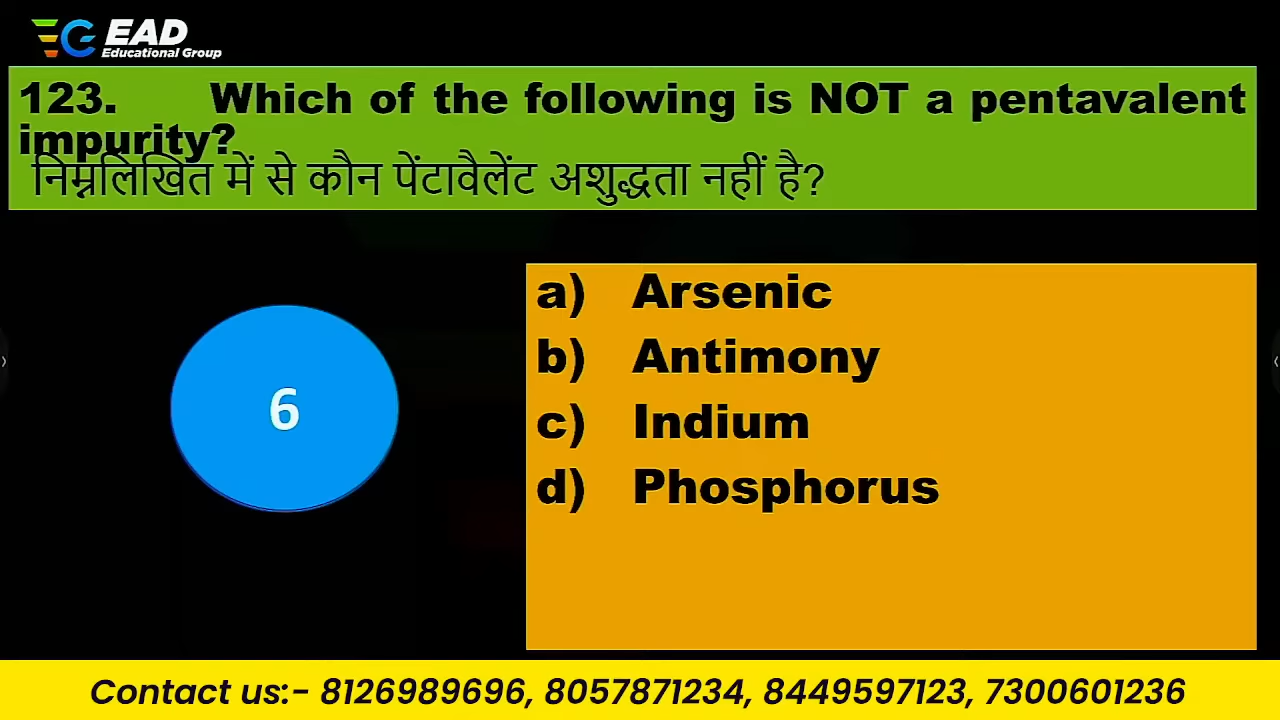 EAD
Educational Group
123. Which of the following is NOT a pentavalent
impurity?
निम्नलिखित में से कौन पेंटावैलेंट अशुद्धता नहीं है?
a) Arsenic
b) Antimony
c) Indium
d) Phosphorus
6
Contact us:- 8126989696, 8057871234, 8449597123, 7300601236